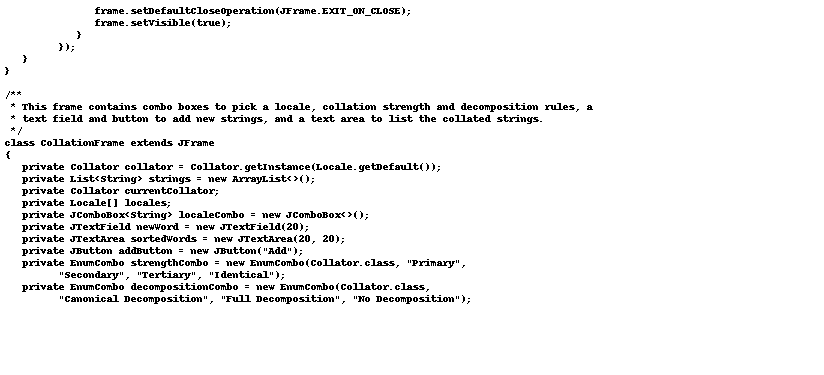 frame.setDefaultCloseOperation(JFrame.EXIT_ON_CLOSE);
frame.setVisible(true);
}
});
}
}
/**
* This frame contains combo boxes to pick a locale, collation strength and decomposition rules, a
* text field and button to add new strings, and a text area to list the collated strings.
*/
class CollationFrame extends JFrame
{
private Collator collator = Collator.getInstance(Locale.getDefault());
private List<String> strings = new ArrayList<>();
private Collator currentCollator;
private Locale[] locales;
private JComboBox<String> localeCombo = new JComboBox<>();
private JTextField newWord = new JTextField(20);
private JTextArea sortedWords = new JTextArea(20, 20);
private JButton addButton = new JButton("Add");
private EnumCombo strengthCombo = new EnumCombo(Collator.class, "Primary",
"Secondary", "Tertiary", "Identical");
private EnumCombo decompositionCombo = new EnumCombo(Collator.class,
"Canonical Decomposition", "Full Decomposition", "No Decomposition");